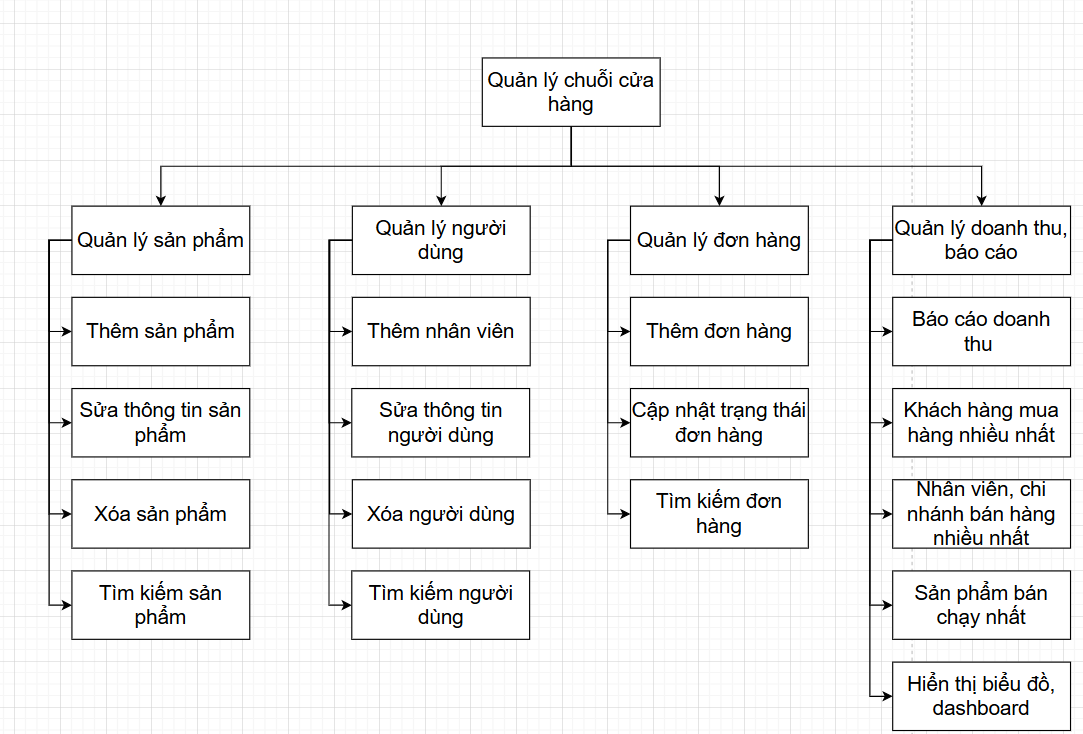 Quản lý chuỗi cửa
hàng
Quản lý sản phẩm
Thêm sản phẩm
Sửa thông tin sản
phẩm
Xóa sản phẩm
Tìm kiếm sản
phẩm
Quản lý người
dùng
Thêm nhân viên
Sửa thông tin
người dùng
Xóa người dùng
Tìm kiếm người
dùng
Quản lý đơn hàng
Thêm đơn hàng
Cập nhật trạng thái
đơn hàng
Tìm kiếm đơn
hàng
Quản lý doanh thu,
báo cáo
Báo cáo doanh
thu
Khách hàng mua
hàng nhiều nhất
Nhân viên, chi
nhánh bán hàng
nhiều nhất
Sản phẩm bán
chạy nhất
Hiển thị biểu đồ,
dashboard